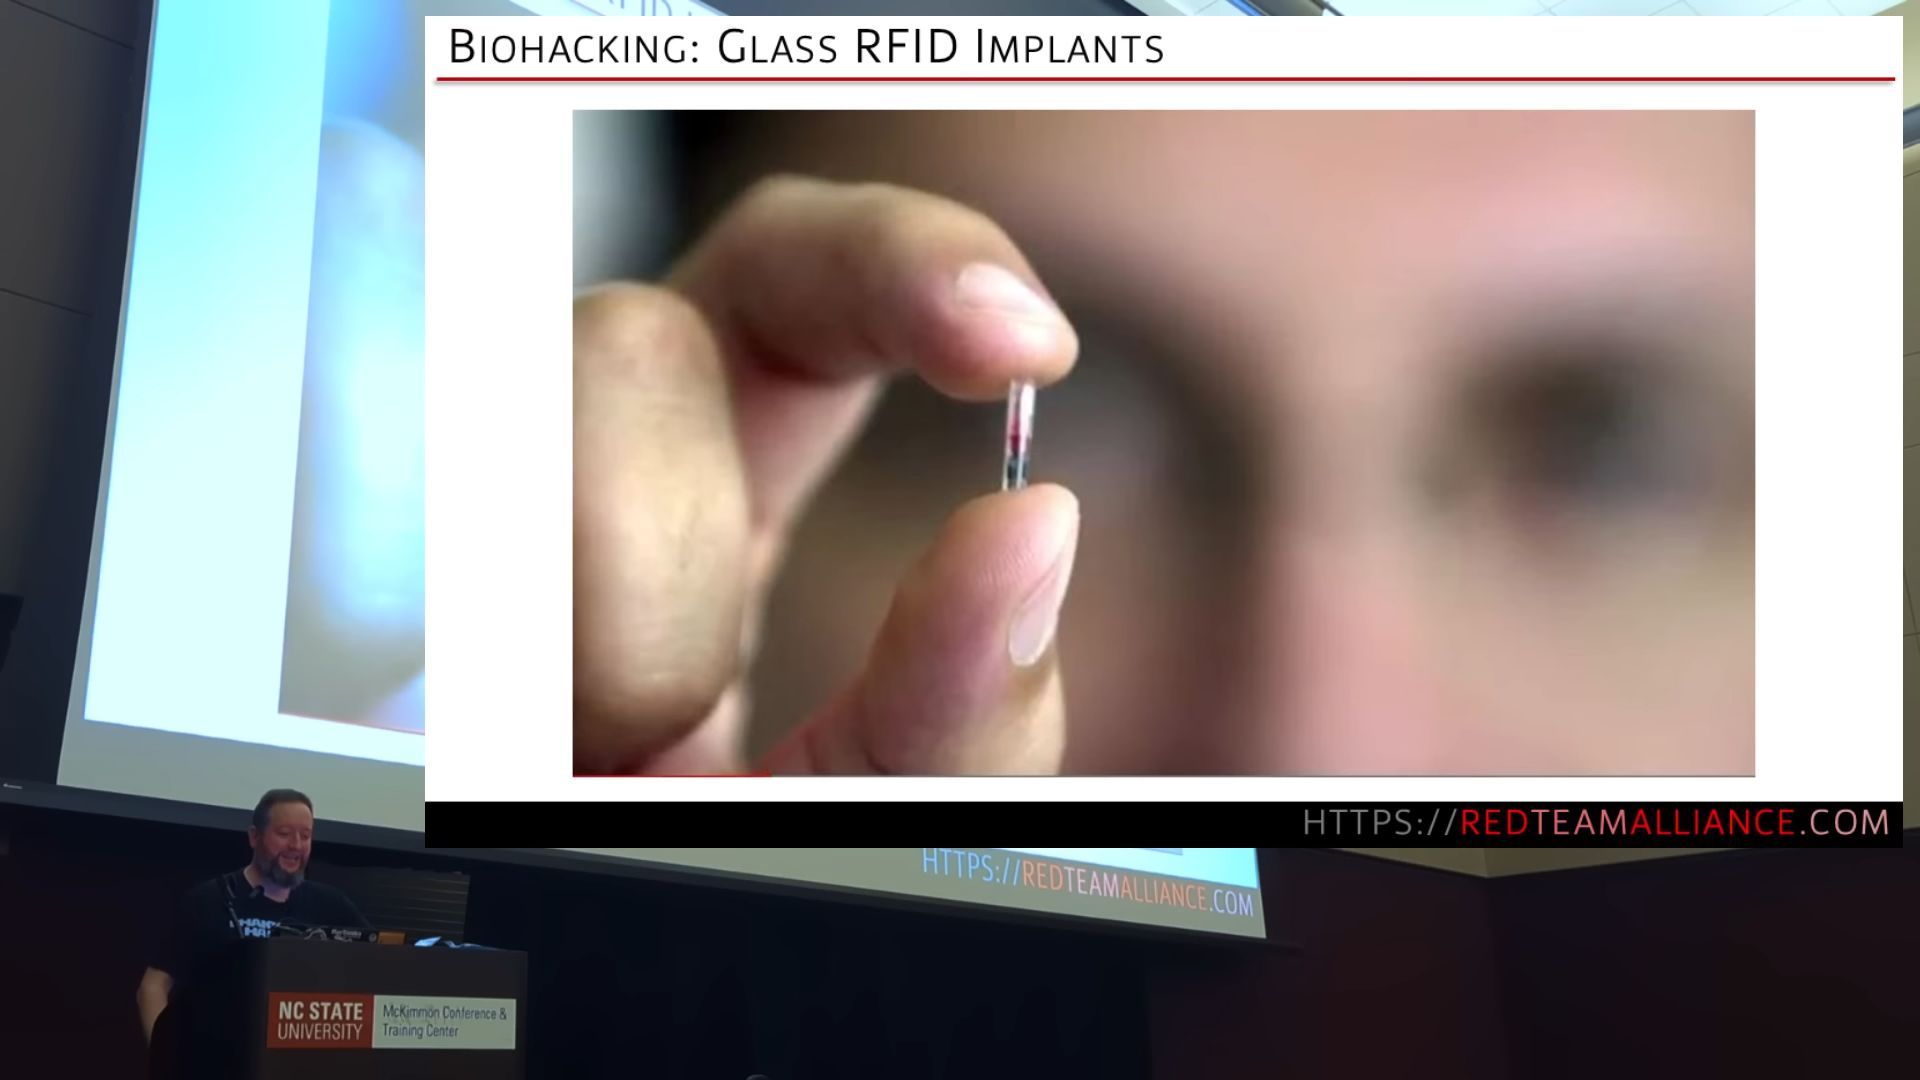 BIOHACKING: GLASS RFID IMPLANTS
HTTPS://REDTEAMALLIANCE.COM
HTTPS://REDTEAMALLIANCE.COM
NC STATE
UNIVERSITY
McKimmon Conference &
Training Center